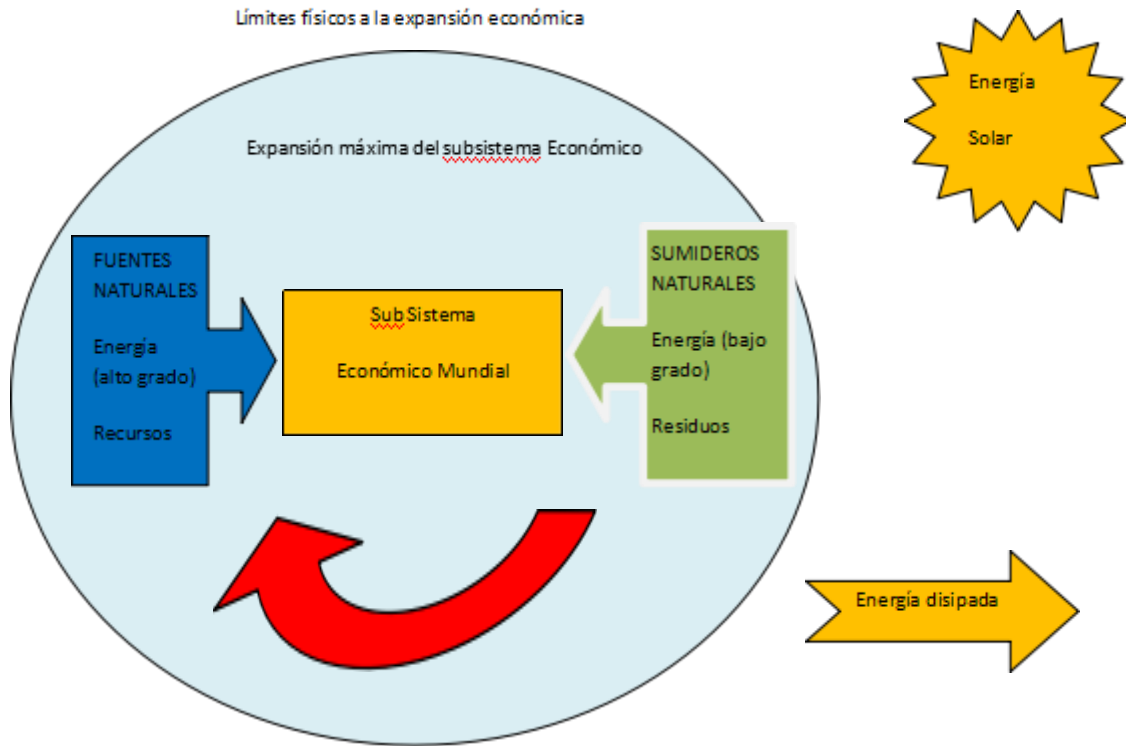 Límites físicos a la expansión económica
Energía
Solar
Expansión máxima del subsistema Económico
FUENTES
NATURALES
Energía
(alto grado)
Recursos
Sub Sistema
Económico Mundial
SUMIDEROS
NATURALES
Energía (bajo
grado)
Residuos
Energía disipada